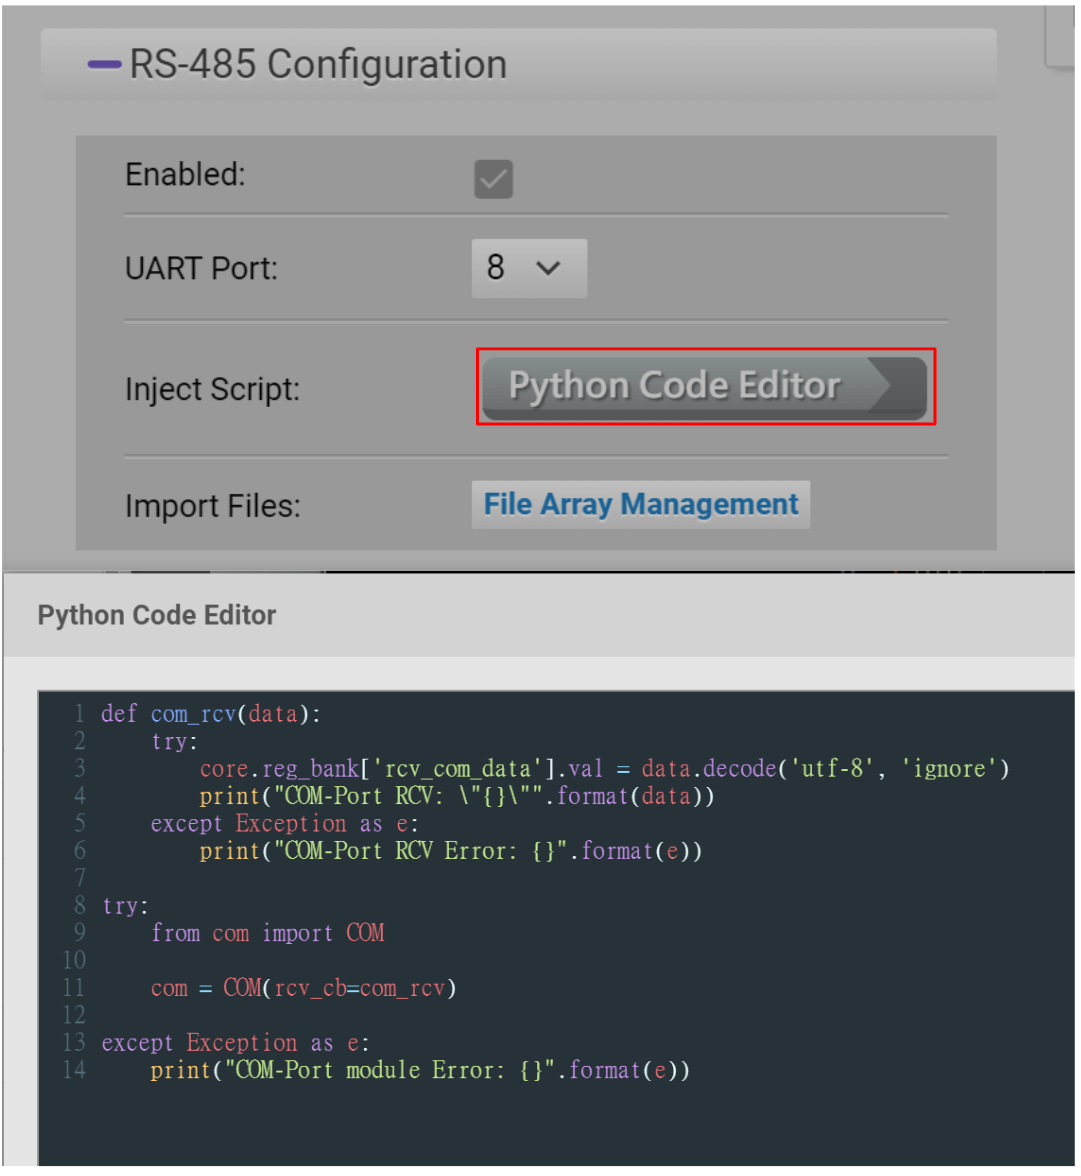 RS-485 Configuration
Enabled:
UART Port: 8
Inject Script: Python Code Editor
Import Files: File Array Management
Python Code Editor
1 def com_rcv(data):
2     try:
3         core.reg_bank['rcv_com_data'].val = data.decode('utf-8', 'ignore')
4         print("COM-Port RCV: \"{}\"".format(data))
5     except Exception as e:
6         print("COM-Port RCV Error: {}".format(e))
7
8 try:
9     from com import COM
10
11     com = COM(rcv_cb=com_rcv)
12
13 except Exception as e:
14     print("COM-Port module Error: {}".format(e))